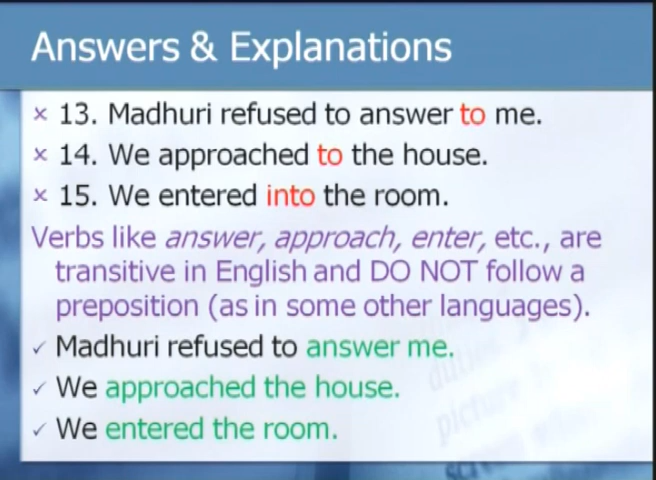 Answers & Explanations
× 13. Madhuri refused to answer to me.
× 14. We approached to the house.
× 15. We entered into the room.
Verbs like answer, approach, enter, etc., are
transitive in English and DO NOT follow a
preposition (as in some other languages).
✓ Madhuri refused to answer me.
✓ We approached the house.
✓ We entered the room.